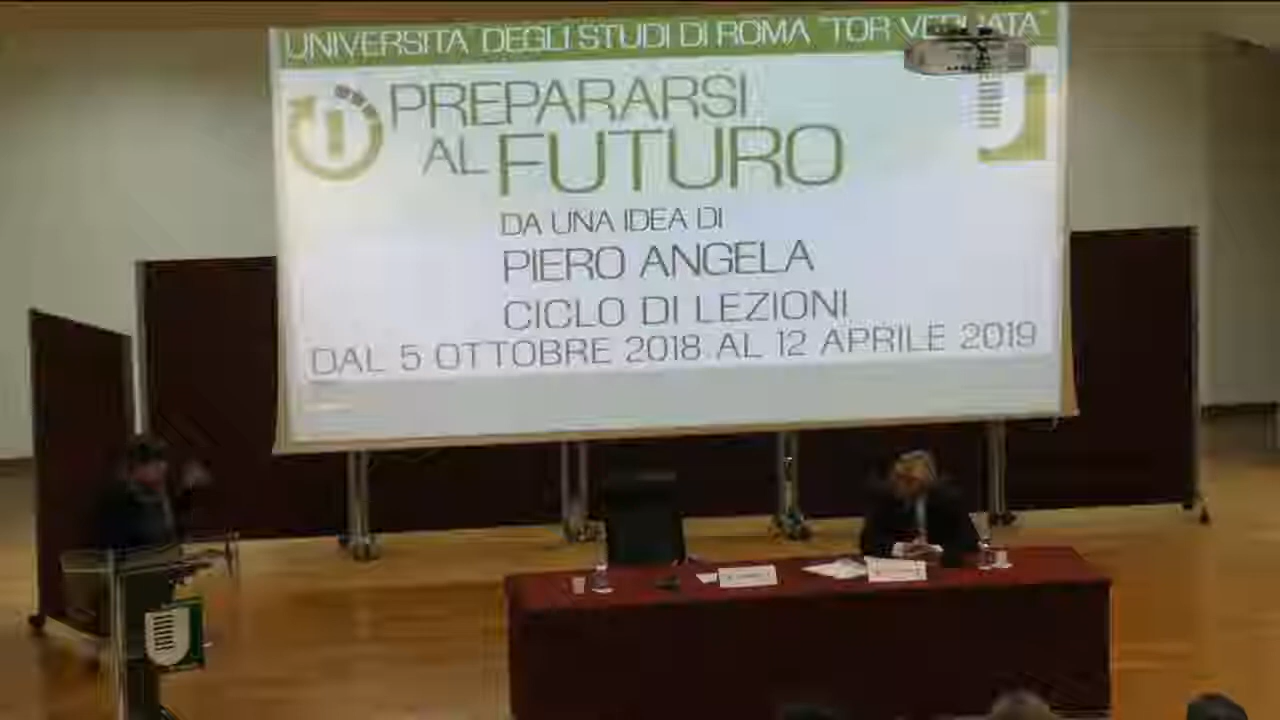 UNIVERSITA' DEGLI STUDI DI ROMA "TOR VERGATA"
PREPARARSI
AL FUTURO
DA UNA IDEA DI
PIERO ANGELA
CICLO DI LEZIONI
DAL 5 OTTOBRE 2018 AL 12 APRILE 2019